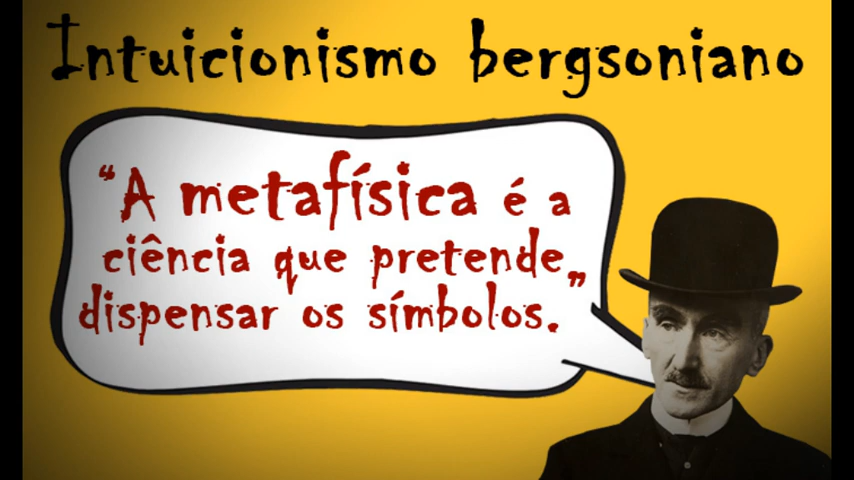 Intuicionismo bergsoniano
“A metafísica é a
ciência que pretende
dispensar os símbolos.”